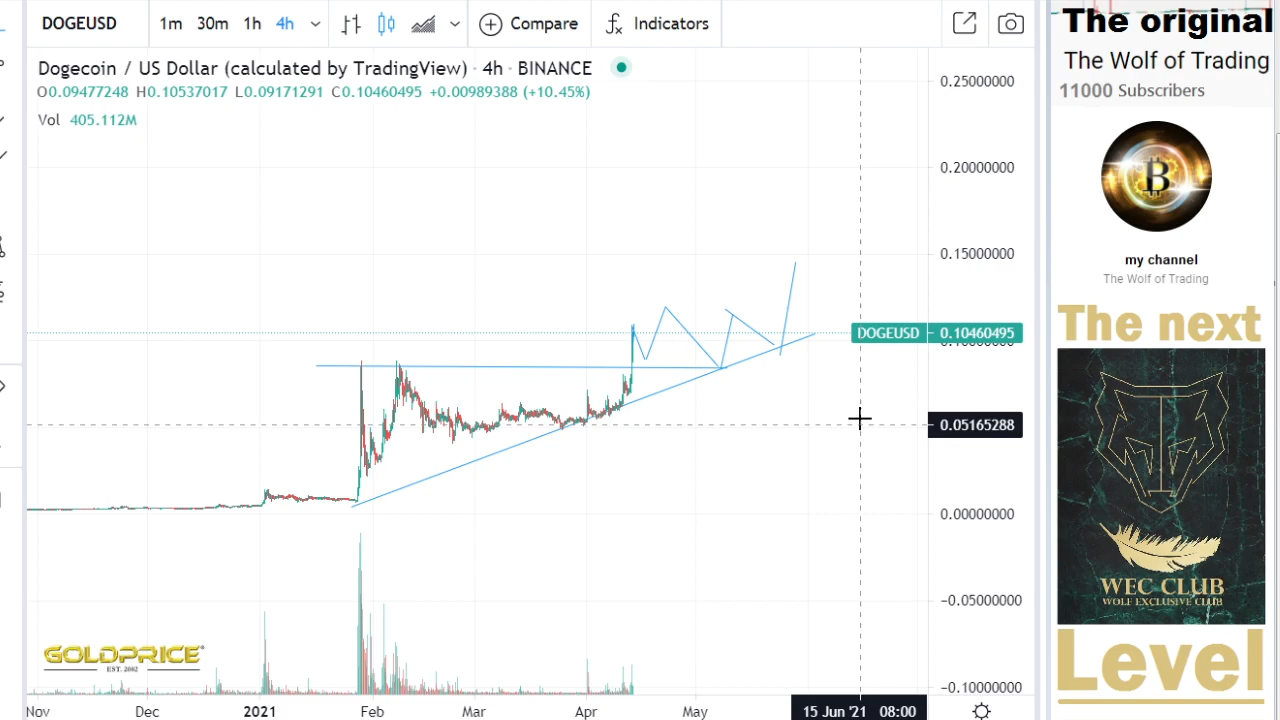 DOGEUSD 1m 30m 1h 4h Compare Indicators
Dogecoin / US Dollar (calculated by TradingView) · 4h · BINANCE
O0.09477248 H0.10537017 L0.09171291 C0.10460495 +0.00989388 (+10.45%)
Vol 405.112M
0.25000000
0.20000000
0.15000000
DOGEUSD 0.10460495
0.10000000
0.05165288
0.00000000
−0.05000000
−0.10000000
GOLDPRICE
EST. 2002
Nov Dec 2021 Feb Mar Apr May 15 Jun '21 08:00
The original
The Wolf of Trading
11000 Subscribers
B
my channel
The Wolf of Trading
The next
WEC CLUB
WOLF EXCLUSIVE CLUB
Level